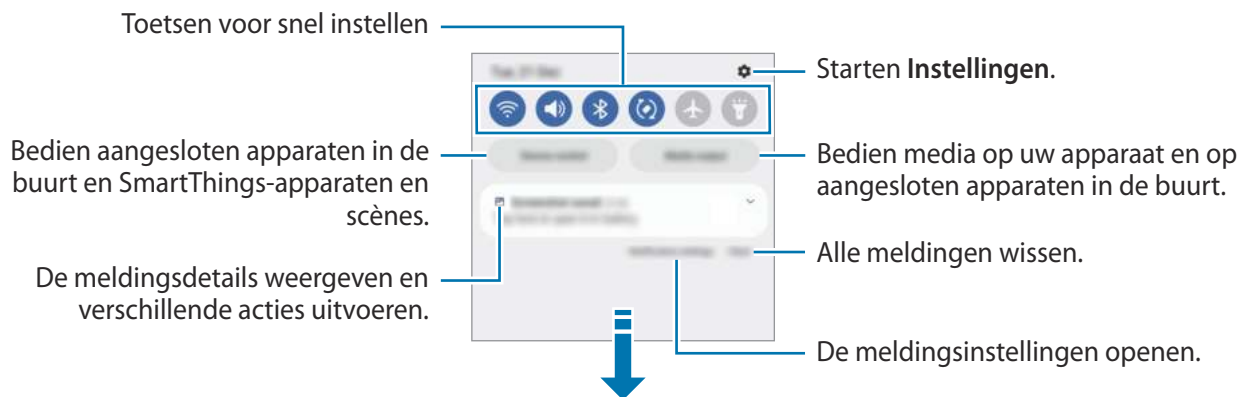 Toetsen voor snel instellen
Starten Instellingen.
Bedien aangesloten apparaten in de
buurt en SmartThings-apparaten en
scènes.
Bedien media op uw apparaat en op
aangesloten apparaten in de buurt.
Alle meldingen wissen.
De meldingsdetails weergeven en
verschillende acties uitvoeren.
De meldingsinstellingen openen.